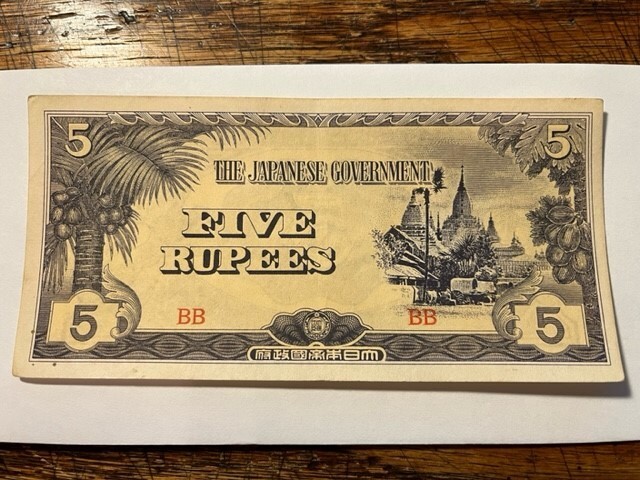 5 5
THE JAPANESE GOVERNMENT
FIVE
RUPEES
5 BB BB 5
大日本帝國政府